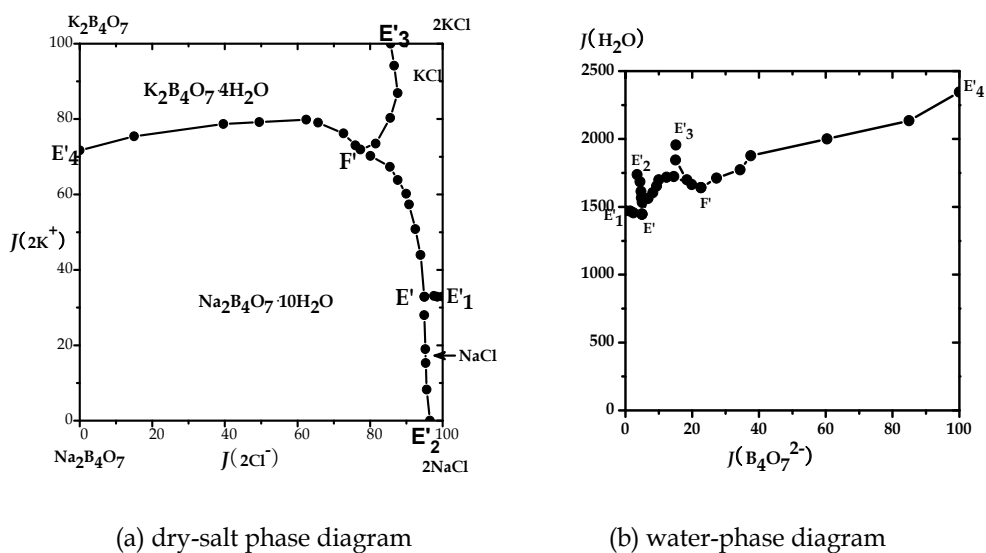 K₂B₄O₇
2KCl
E'3
100
KCl
K₂B₄O₇·4H₂O
80
E'4
F'
60
J(2K⁺)
40
E'
E'1
Na₂B₄O₇·10H₂O
20
NaCl
0
0 20 40 60 80 100
E'2
Na₂B₄O₇
J(2Cl⁻)
2NaCl
(a) dry-salt phase diagram
J(H₂O)
2500
E'4
2000
E'3
E'2
F'
1500
E'1
E'
1000
500
0
0 20 40 60 80 100
J(B₄O₇²⁻)
(b) water-phase diagram